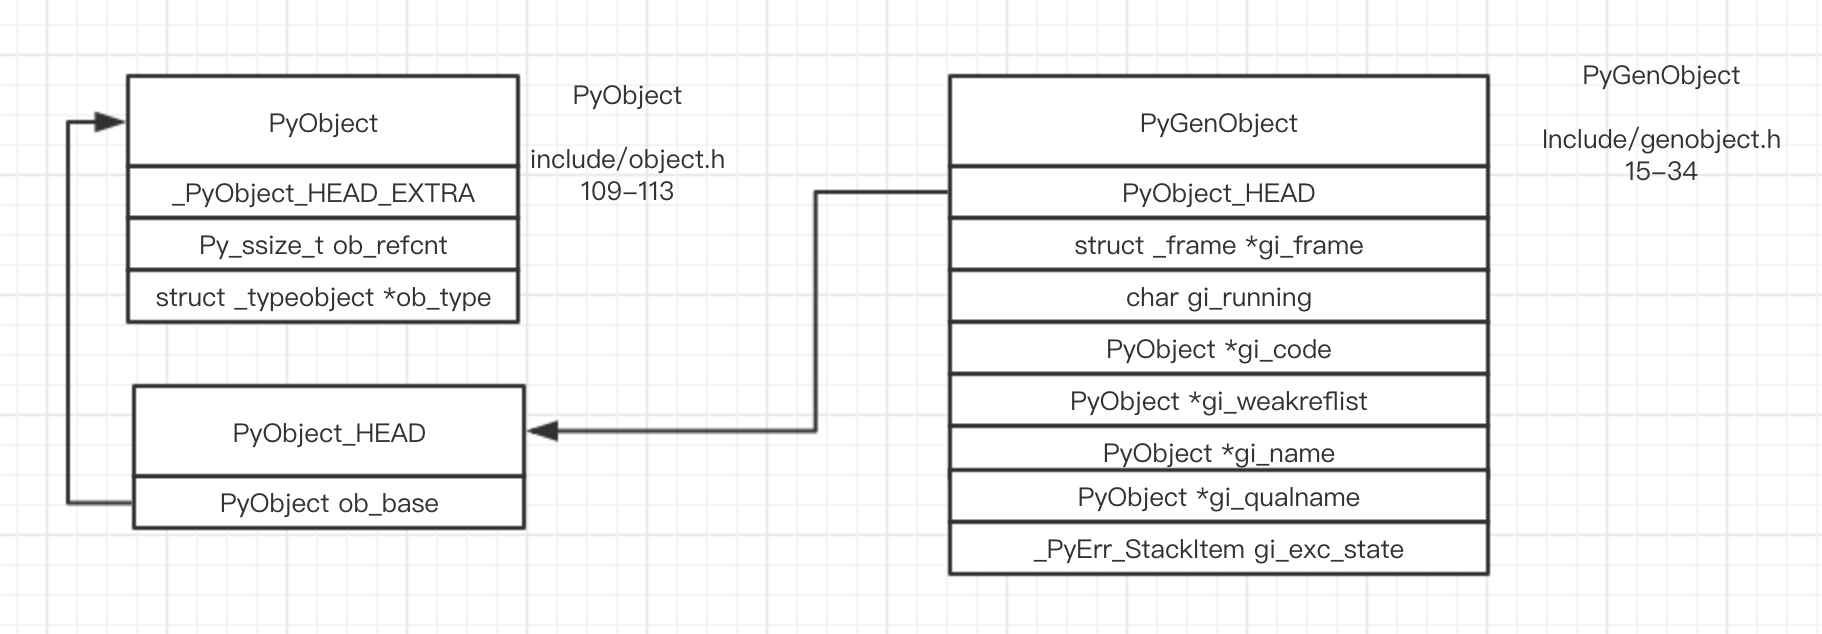 PyObject
_PyObject_HEAD_EXTRA
Py_ssize_t ob_refcnt
struct _typeobject *ob_type
PyObject
include/object.h
109–113
PyObject_HEAD
PyObject ob_base
PyGenObject
PyObject_HEAD
struct _frame *gi_frame
char gi_running
PyObject *gi_code
PyObject *gi_weakreflist
PyObject *gi_name
PyObject *gi_qualname
_PyErr_StackItem gi_exc_state
PyGenObject
Include/genobject.h
15–34